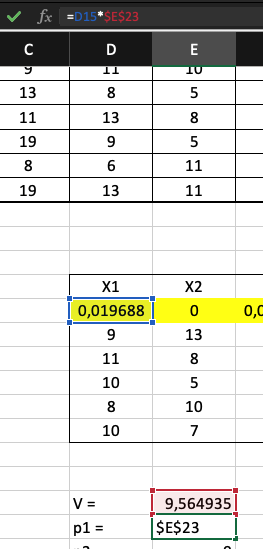 fx =D15*$E$23
C D E
9 11 10
13 8 5
11 13 8
19 9 5
8 6 11
19 13 11
X1 X2
0,019688 0 0,0
9 13
11 8
10 5
8 10
10 7
V = 9,564935
p1 = $E$23